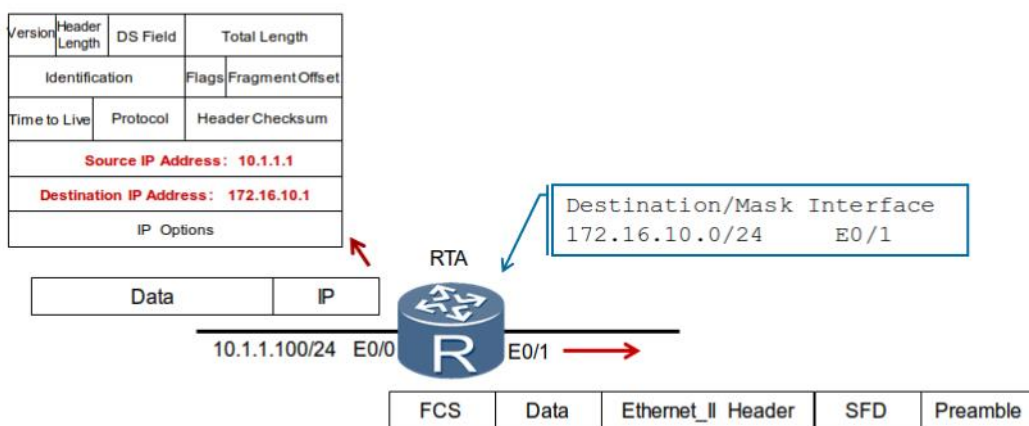 Version Header Length DS Field Total Length
Identification Flags Fragment Offset
Time to Live Protocol Header Checksum
Source IP Address: 10.1.1.1
Destination IP Address: 172.16.10.1
IP Options
Destination/Mask Interface
172.16.10.0/24 E0/1
RTA
Data IP
10.1.1.100/24 E0/0 R E0/1
FCS Data Ethernet_II Header SFD Preamble